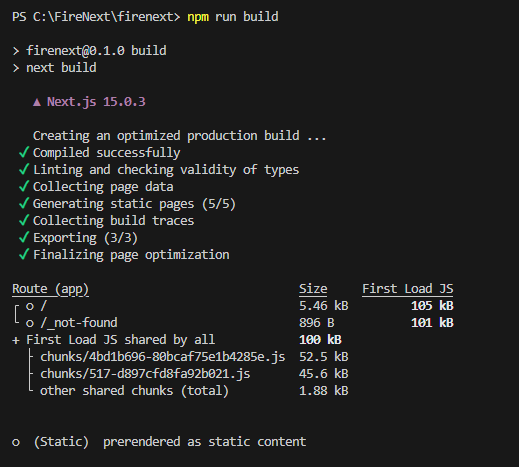 PS C:\FireNext\firenext> npm run build
> firenext@0.1.0 build
> next build
▲ Next.js 15.0.3
Creating an optimized production build ...
✓ Compiled successfully
✓ Linting and checking validity of types
✓ Collecting page data
✓ Generating static pages (5/5)
✓ Collecting build traces
✓ Exporting (3/3)
✓ Finalizing page optimization
Route (app) Size First Load JS
┌ ○ / 5.46 kB 105 kB
└ ○ /_not-found 896 B 101 kB
+ First Load JS shared by all 100 kB
├ chunks/4bd1b696-80bcaf75e1b4285e.js 52.5 kB
├ chunks/517-d897cfd8fa92b021.js 45.6 kB
└ other shared chunks (total) 1.88 kB
○ (Static) prerendered as static content